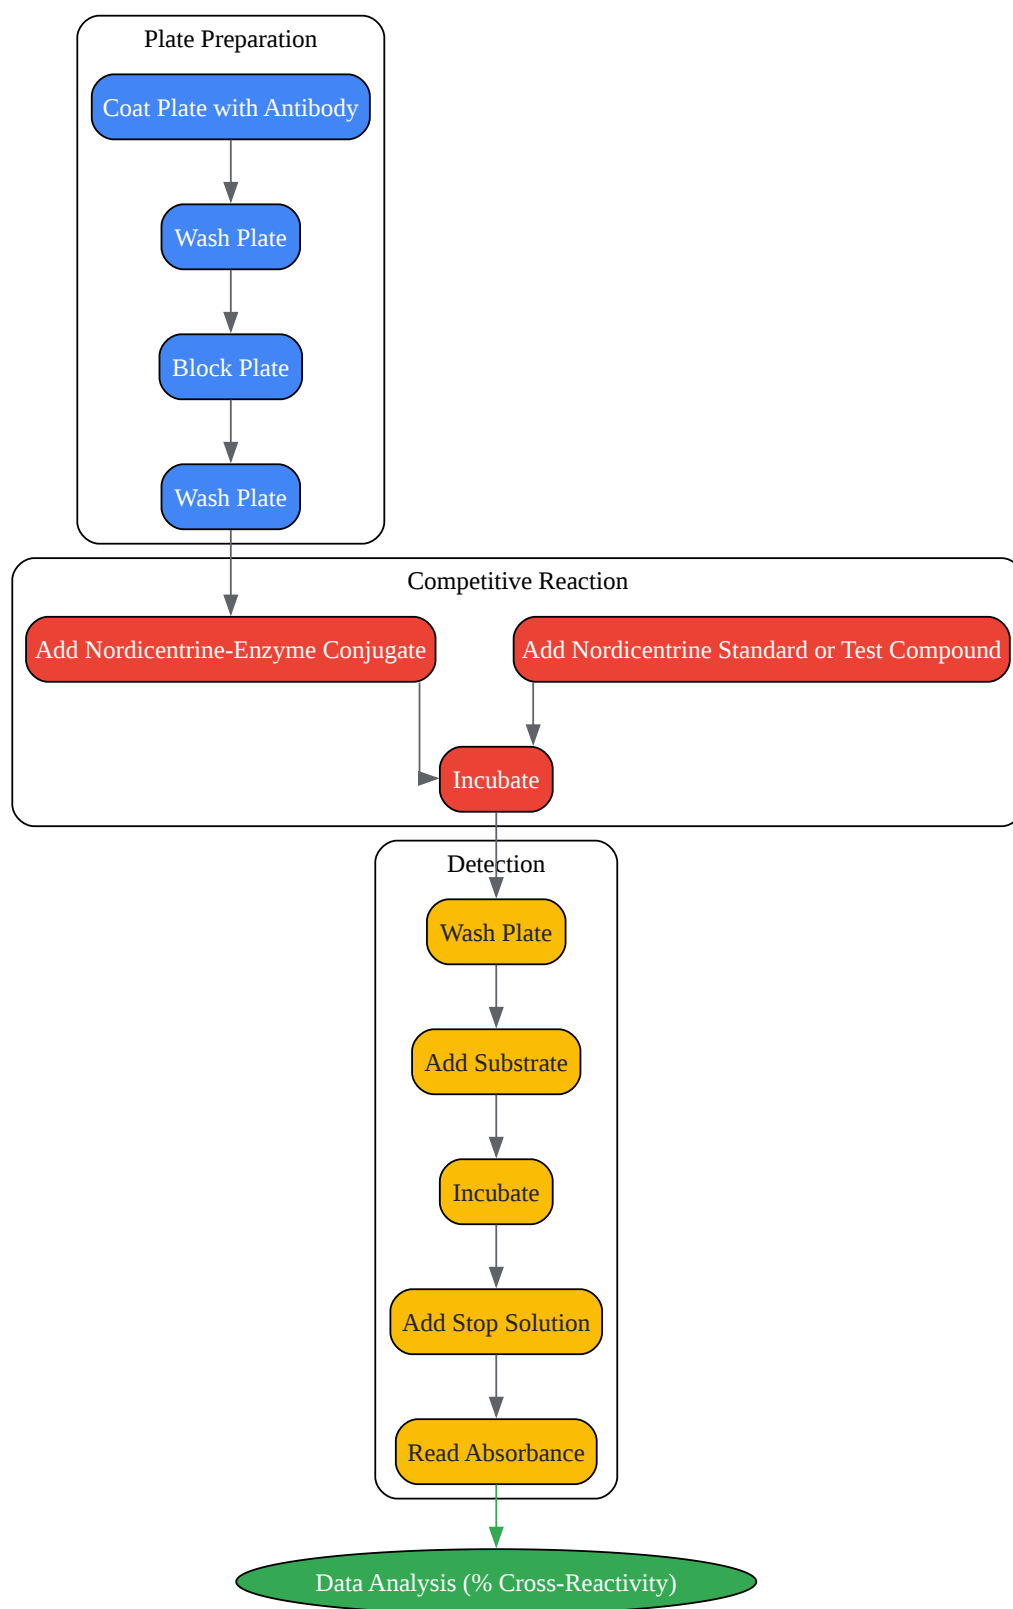 Plate Preparation
Coat Plate with Antibody
Wash Plate
Block Plate
Wash Plate
Competitive Reaction
Add Nordicentrine-Enzyme Conjugate
Add Nordicentrine Standard or Test Compound
Incubate
Detection
Wash Plate
Add Substrate
Incubate
Add Stop Solution
Read Absorbance
Data Analysis (% Cross-Reactivity)